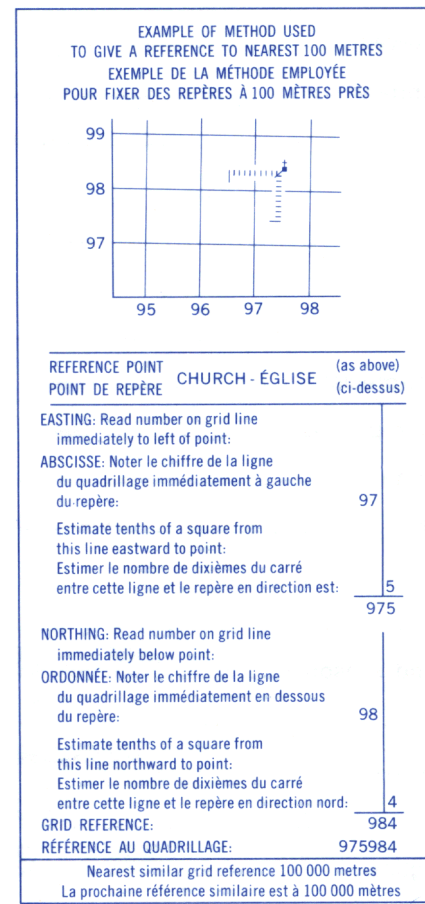 EXAMPLE OF METHOD USED
TO GIVE A REFERENCE TO NEAREST 100 METRES
EXEMPLE DE LA MÉTHODE EMPLOYÉE
POUR FIXER DES REPÈRES À 100 MÈTRES PRÈS
99
98
97
95 96 97 98
REFERENCE POINT
POINT DE REPÈRE
CHURCH - ÉGLISE
(as above)
(ci-dessus)
EASTING: Read number on grid line
immediately to left of point:
ABSCISSE: Noter le chiffre de la ligne
du quadrillage immédiatement à gauche
du repère: 97
Estimate tenths of a square from
this line eastward to point:
Estimer le nombre de dixièmes du carré
entre cette ligne et le repère en direction est: 5
975
NORTHING: Read number on grid line
immediately below point:
ORDONNÉE: Noter le chiffre de la ligne
du quadrillage immédiatement en dessous
du repère: 98
Estimate tenths of a square from
this line northward to point:
Estimer le nombre de dixièmes du carré
entre cette ligne et le repère en direction nord: 4
GRID REFERENCE: 984
RÉFÉRENCE AU QUADRILLAGE: 975984
Nearest similar grid reference 100 000 metres
La prochaine référence similaire est à 100 000 mètres